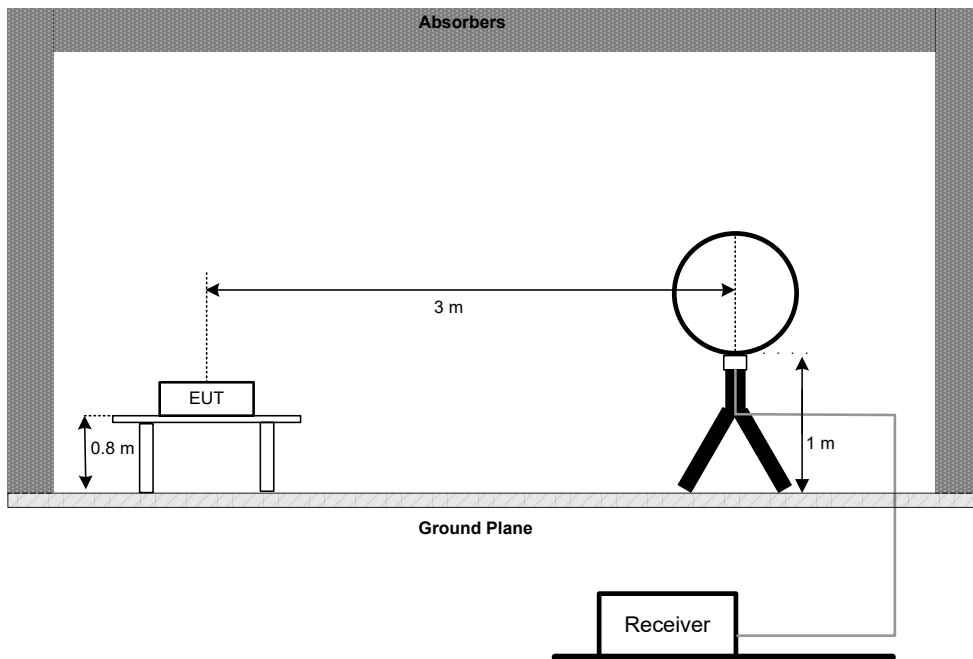 Absorbers
3 m
EUT
0.8 m
1 m
Ground Plane
Receiver